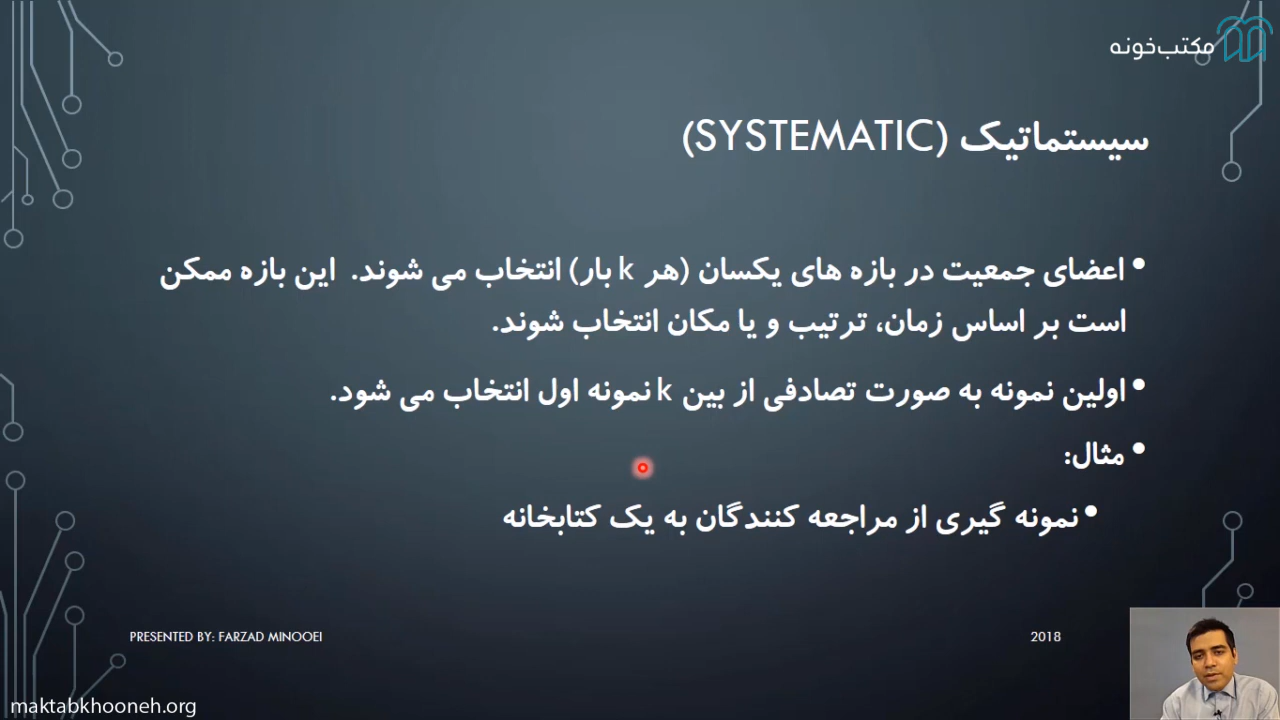 مکتب‌خونه
سیستماتیک (SYSTEMATIC)
• اعضای جمعیت در بازه های یکسان (هر k بار) انتخاب می شوند. این بازه ممکن
است بر اساس زمان، ترتیب و یا مکان انتخاب شوند.
• اولین نمونه به صورت تصادفی از بین k نمونه اول انتخاب می شود.
• مثال:
• نمونه گیری از مراجعه کنندگان به یک کتابخانه
PRESENTED BY: FARZAD MINOOEI
2018
maktabkhooneh.org